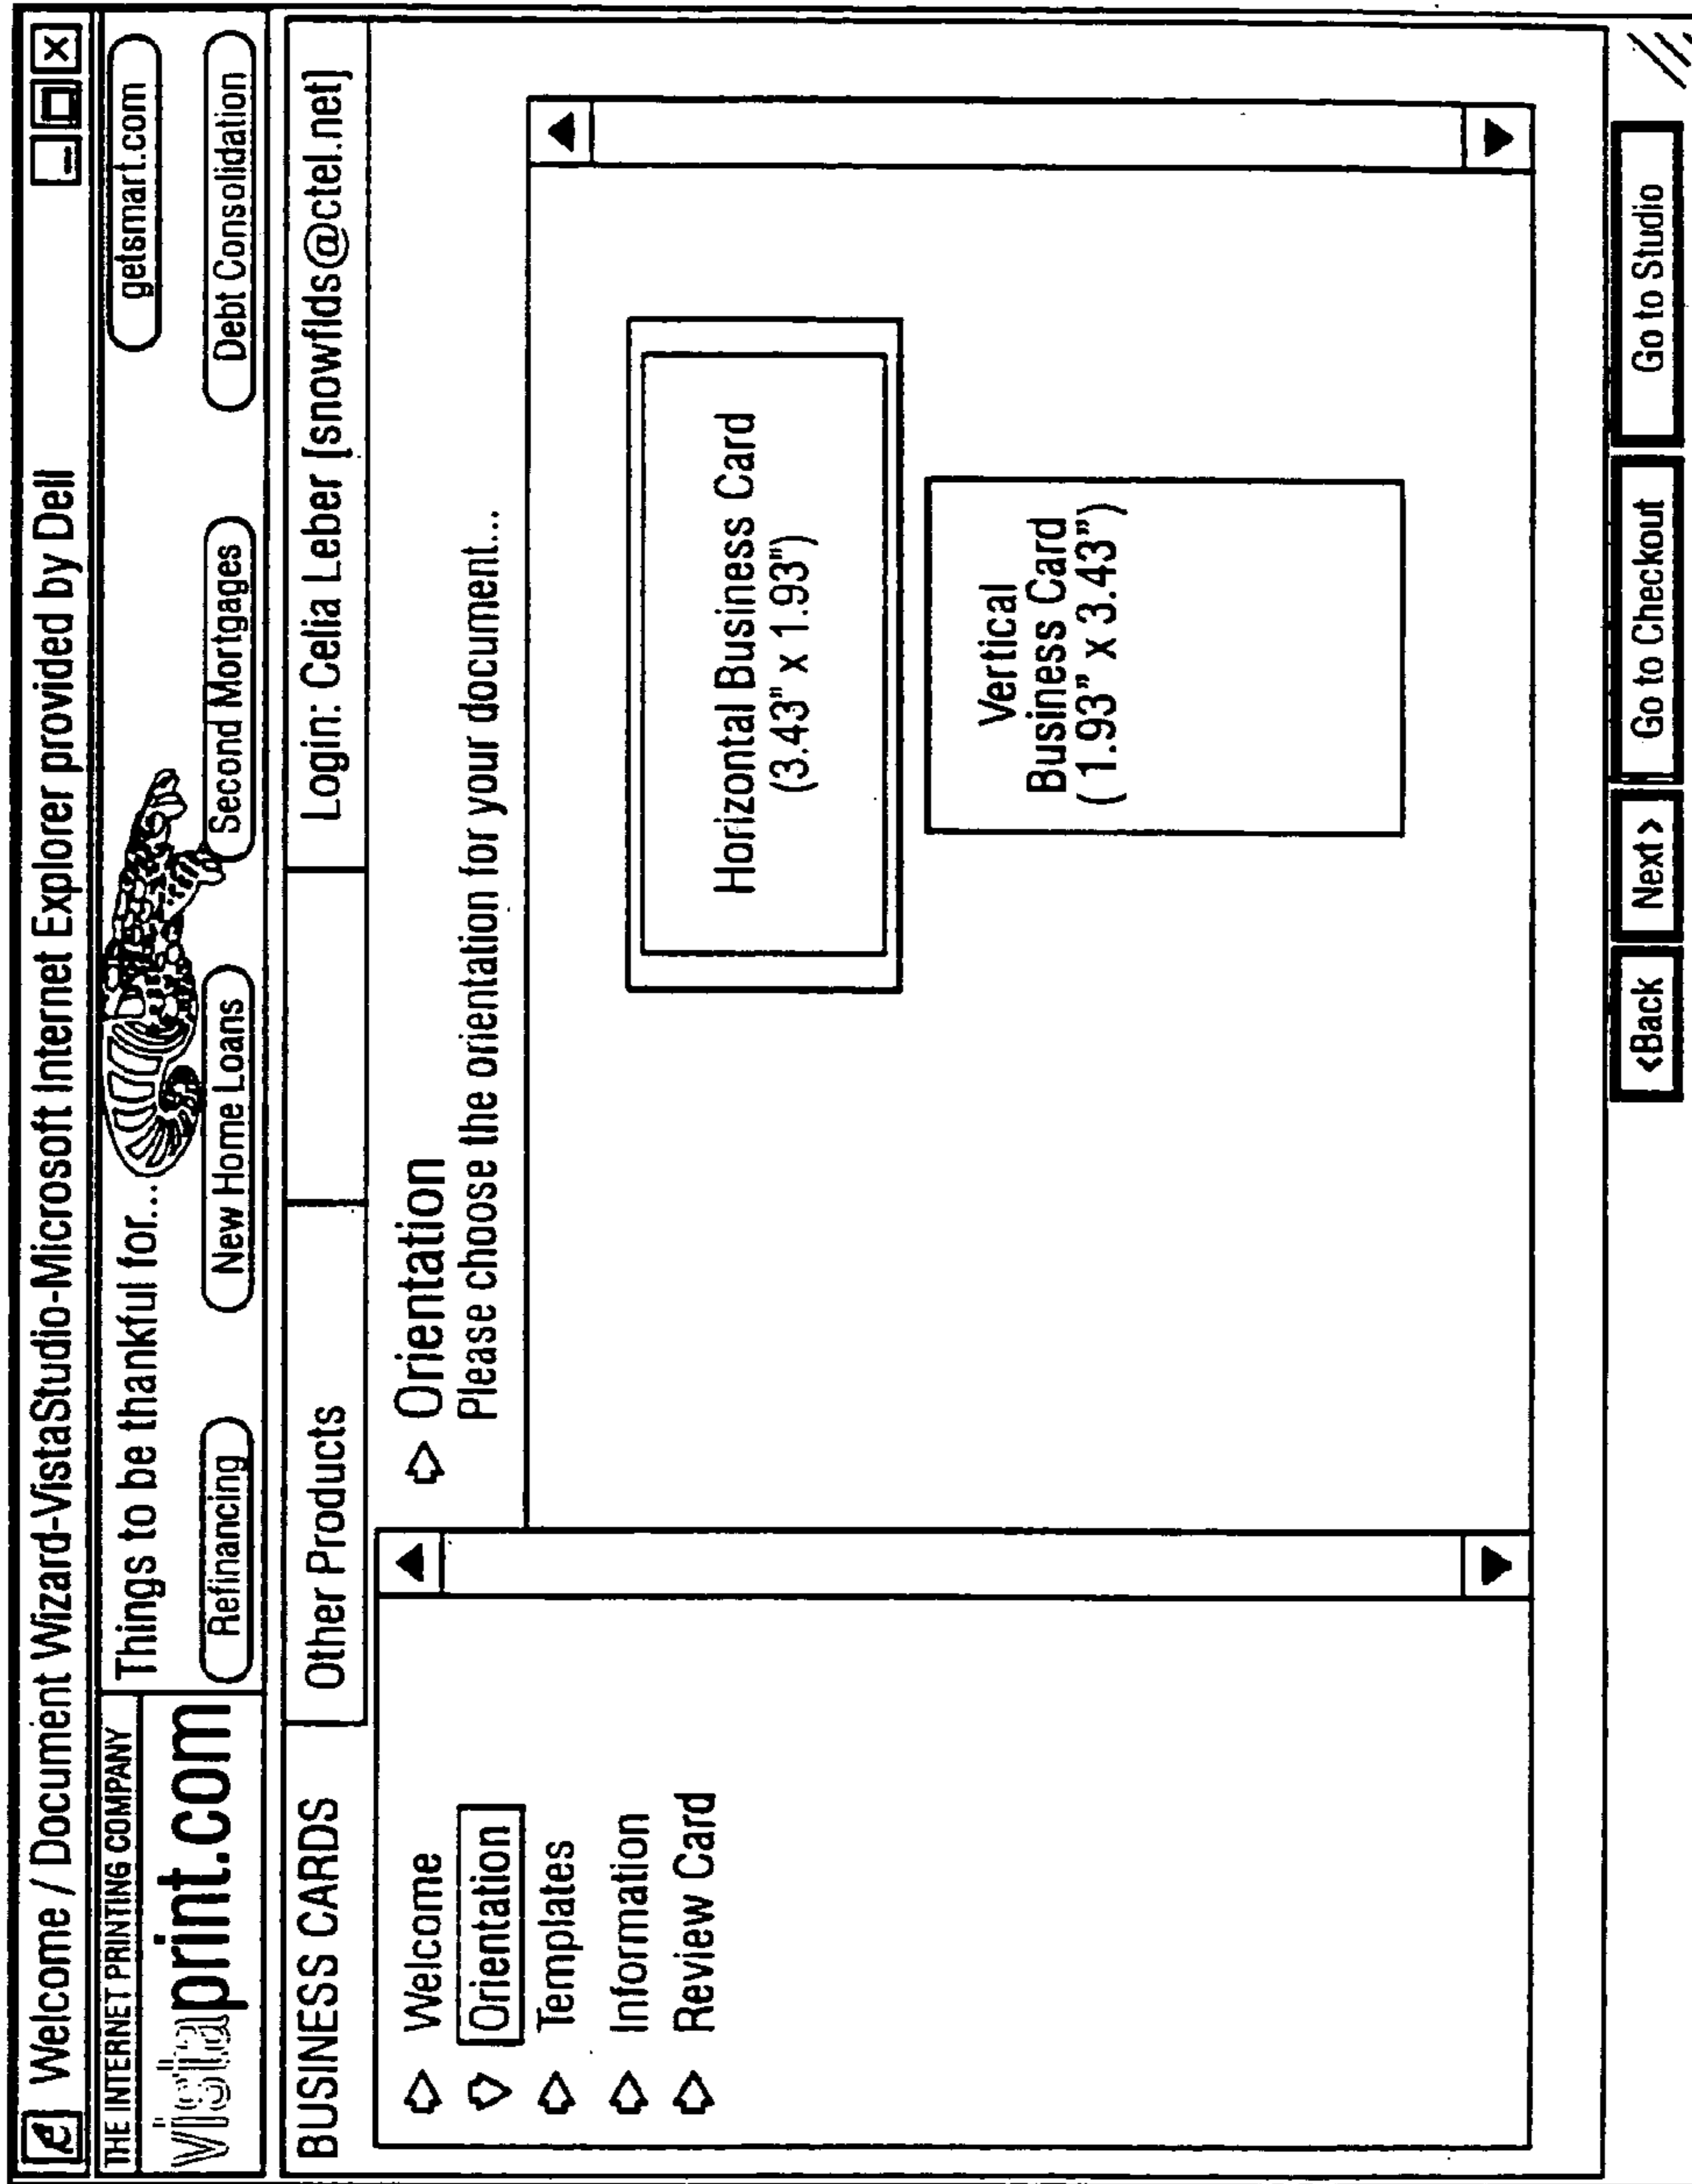 Welcome / Document Wizard-VistaStudio-Microsoft Internet Explorer provided by Dell
THE INTERNET PRINTING COMPANY
vistaprint.com
Things to be thankful for...
getsmart.com
Refinancing
New Home Loans
Second Mortgages
Debt Consolidation
BUSINESS CARDS
Other Products
Login: Celia Leber [snowflds@ctel.net]
Welcome
Orientation
Templates
Information
Review Card
Orientation
Please choose the orientation for your document...
Horizontal Business Card
(3.43" x 1.93")
Vertical
Business Card
(1.93" x 3.43")
<Back
Next>
Go to Checkout
Go to Studio